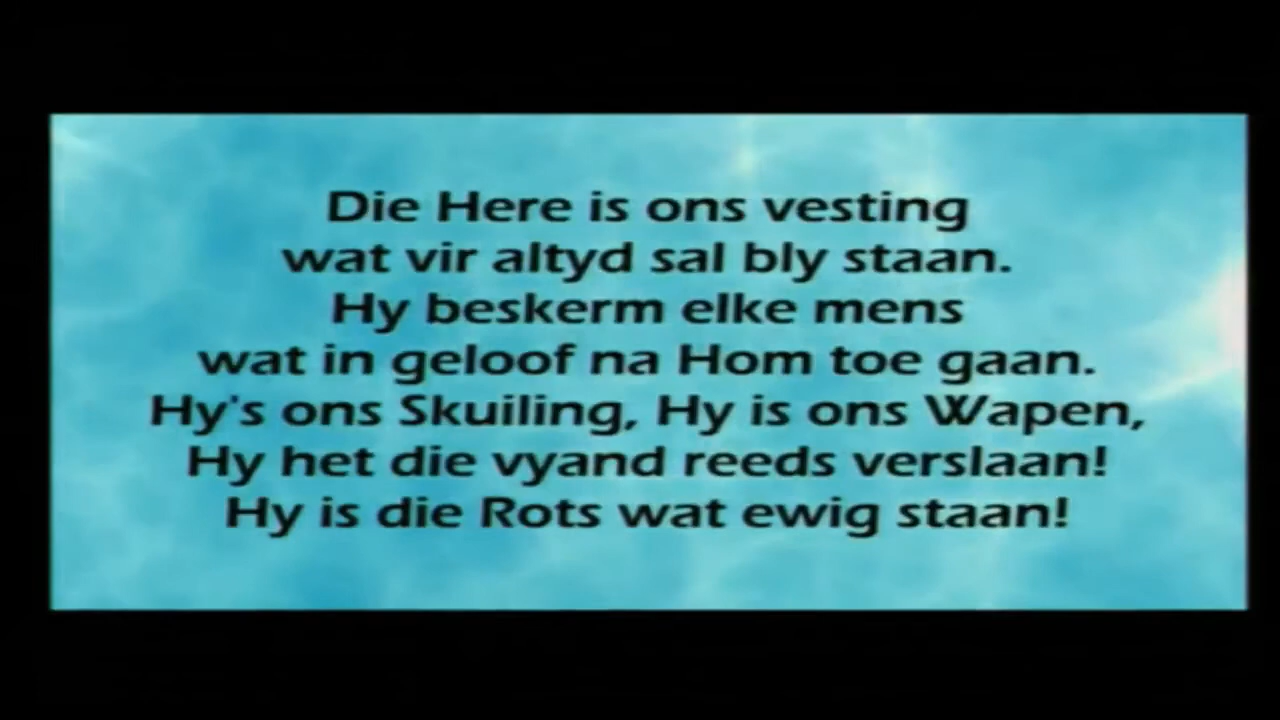 Die Here is ons vesting
wat vir altyd sal bly staan.
Hy beskerm elke mens
wat in geloof na Hom toe gaan.
Hy's ons Skuiling, Hy is ons Wapen,
Hy het die vyand reeds verslaan!
Hy is die Rots wat ewig staan!